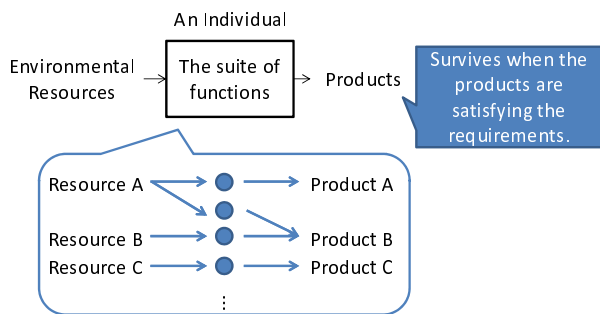 An Individual
Environmental
Resources
The suite of
functions
Products
Survives when the
products are
satisfying the
requirements.
Resource A
Product A
Resource B
Product B
Resource C
Product C
...